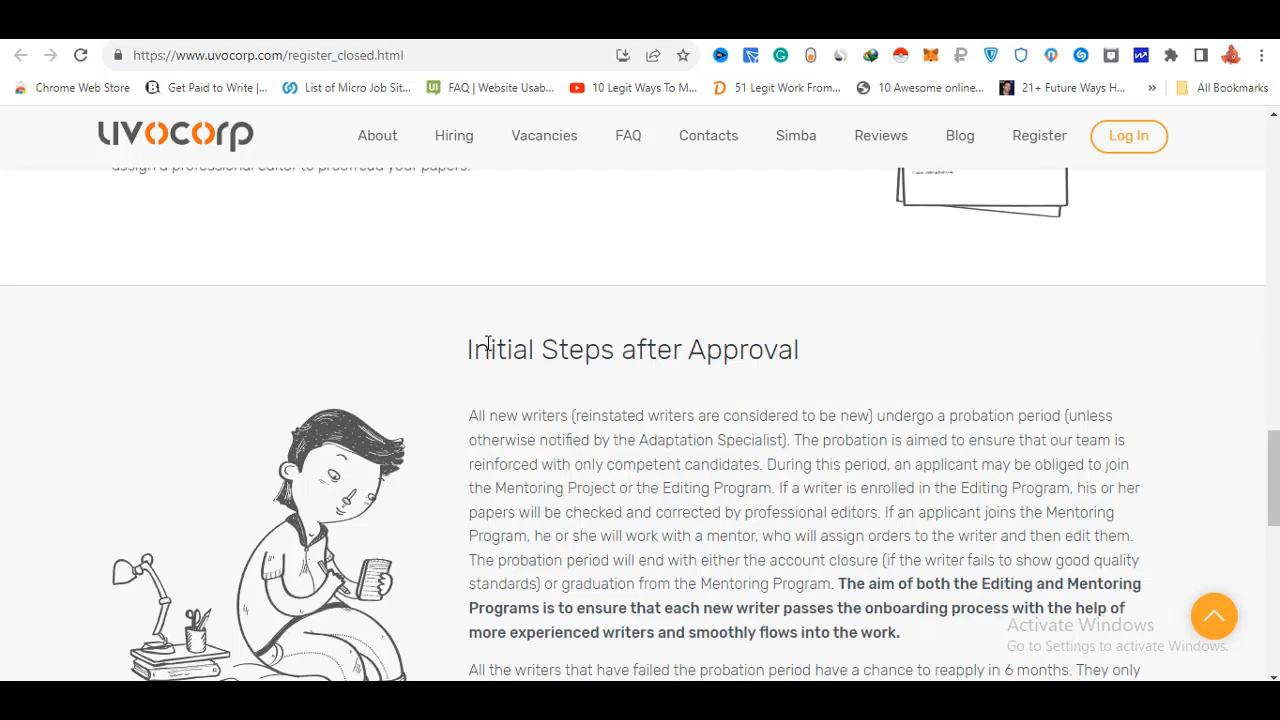 https://www.uvocorp.com/register_closed.html
Chrome Web Store
Get Paid to Write |...
List of Micro Job Sit...
FAQ | Website Usab...
10 Legit Ways To M...
51 Legit Work From...
10 Awesome online...
21+ Future Ways H...
»
All Bookmarks
uvocorp
About
Hiring
Vacancies
FAQ
Contacts
Simba
Reviews
Blog
Register
Log In
assign a professional editor to proofread your papers.
Initial Steps after Approval
All new writers (reinstated writers are considered to be new) undergo a probation period (unless
otherwise notified by the Adaptation Specialist). The probation is aimed to ensure that our team is
reinforced with only competent candidates. During this period, an applicant may be obliged to join
the Mentoring Project or the Editing Program. If a writer is enrolled in the Editing Program, his or her
papers will be checked and corrected by professional editors. If an applicant joins the Mentoring
Program, he or she will work with a mentor, who will assign orders to the writer and then edit them.
The probation period will end with either the account closure (if the writer fails to show good quality
standards) or graduation from the Mentoring Program. The aim of both the Editing and Mentoring
Programs is to ensure that each new writer passes the onboarding process with the help of
more experienced writers and smoothly flows into the work.
All the writers that have failed the probation period have a chance to reapply in 6 months. They only
Activate Windows
Go to Settings to activate Windows.